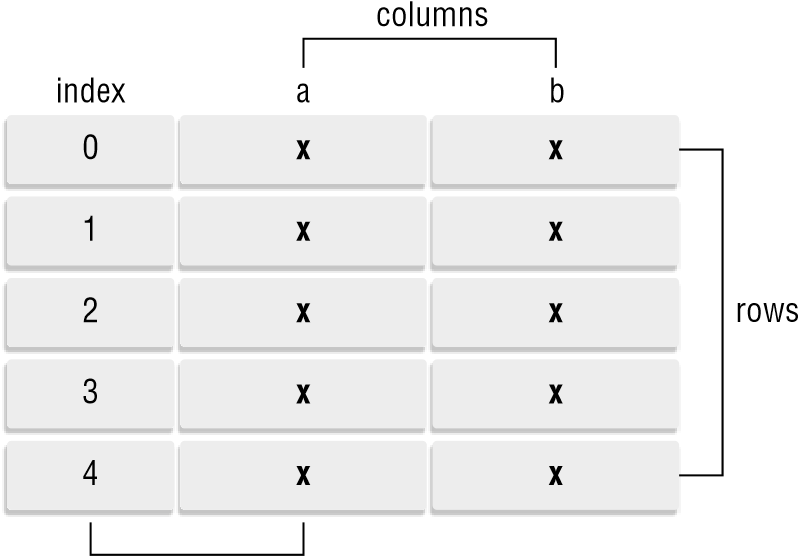 columns
index a b
0 x x
1 x x
2 x x
rows
3 x x
4 x x